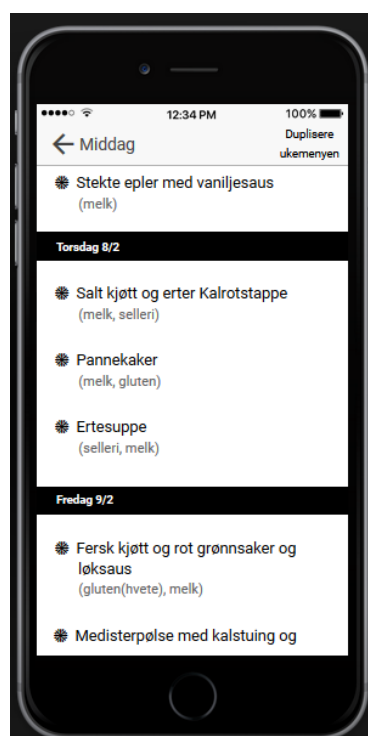 12:34 PM
100%
Middag
Duplisere
ukemenyen
Stekte epler med vaniljesaus
(melk)
Torsdag 8/2
Salt kjøtt og erter Kalrotstappe
(melk, selleri)
Pannekaker
(melk, gluten)
Ertesuppe
(selleri, melk)
Fredag 9/2
Fersk kjøtt og rot grønnsaker og
løksaus
(gluten(hvete), melk)
Medisterpølse med kalstuing og